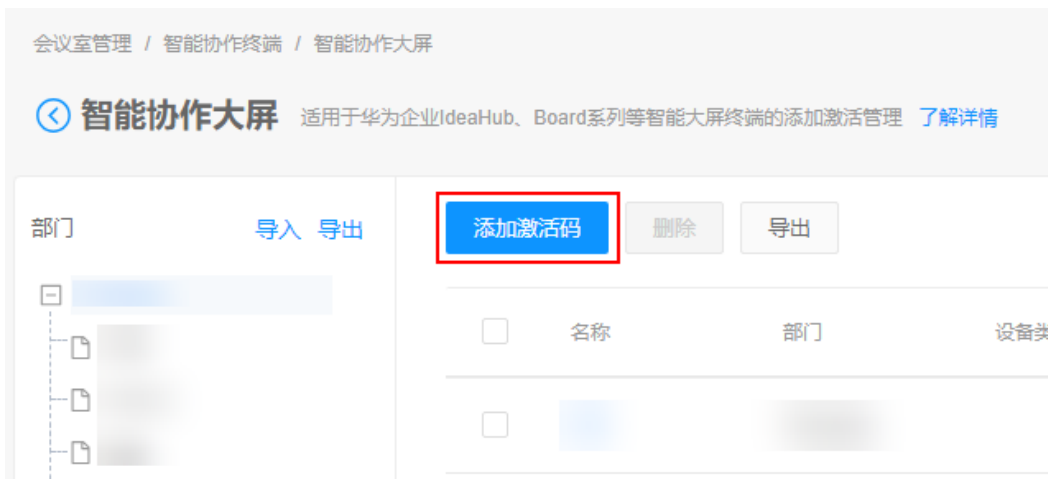 会议室管理 / 智能协作终端 / 智能协作大屏
智能协作大屏 适用于华为企业IdeaHub、Board系列等智能大屏终端的添加激活管理 了解详情
部门 导入 导出
添加激活码 删除 导出
名称 部门 设备类